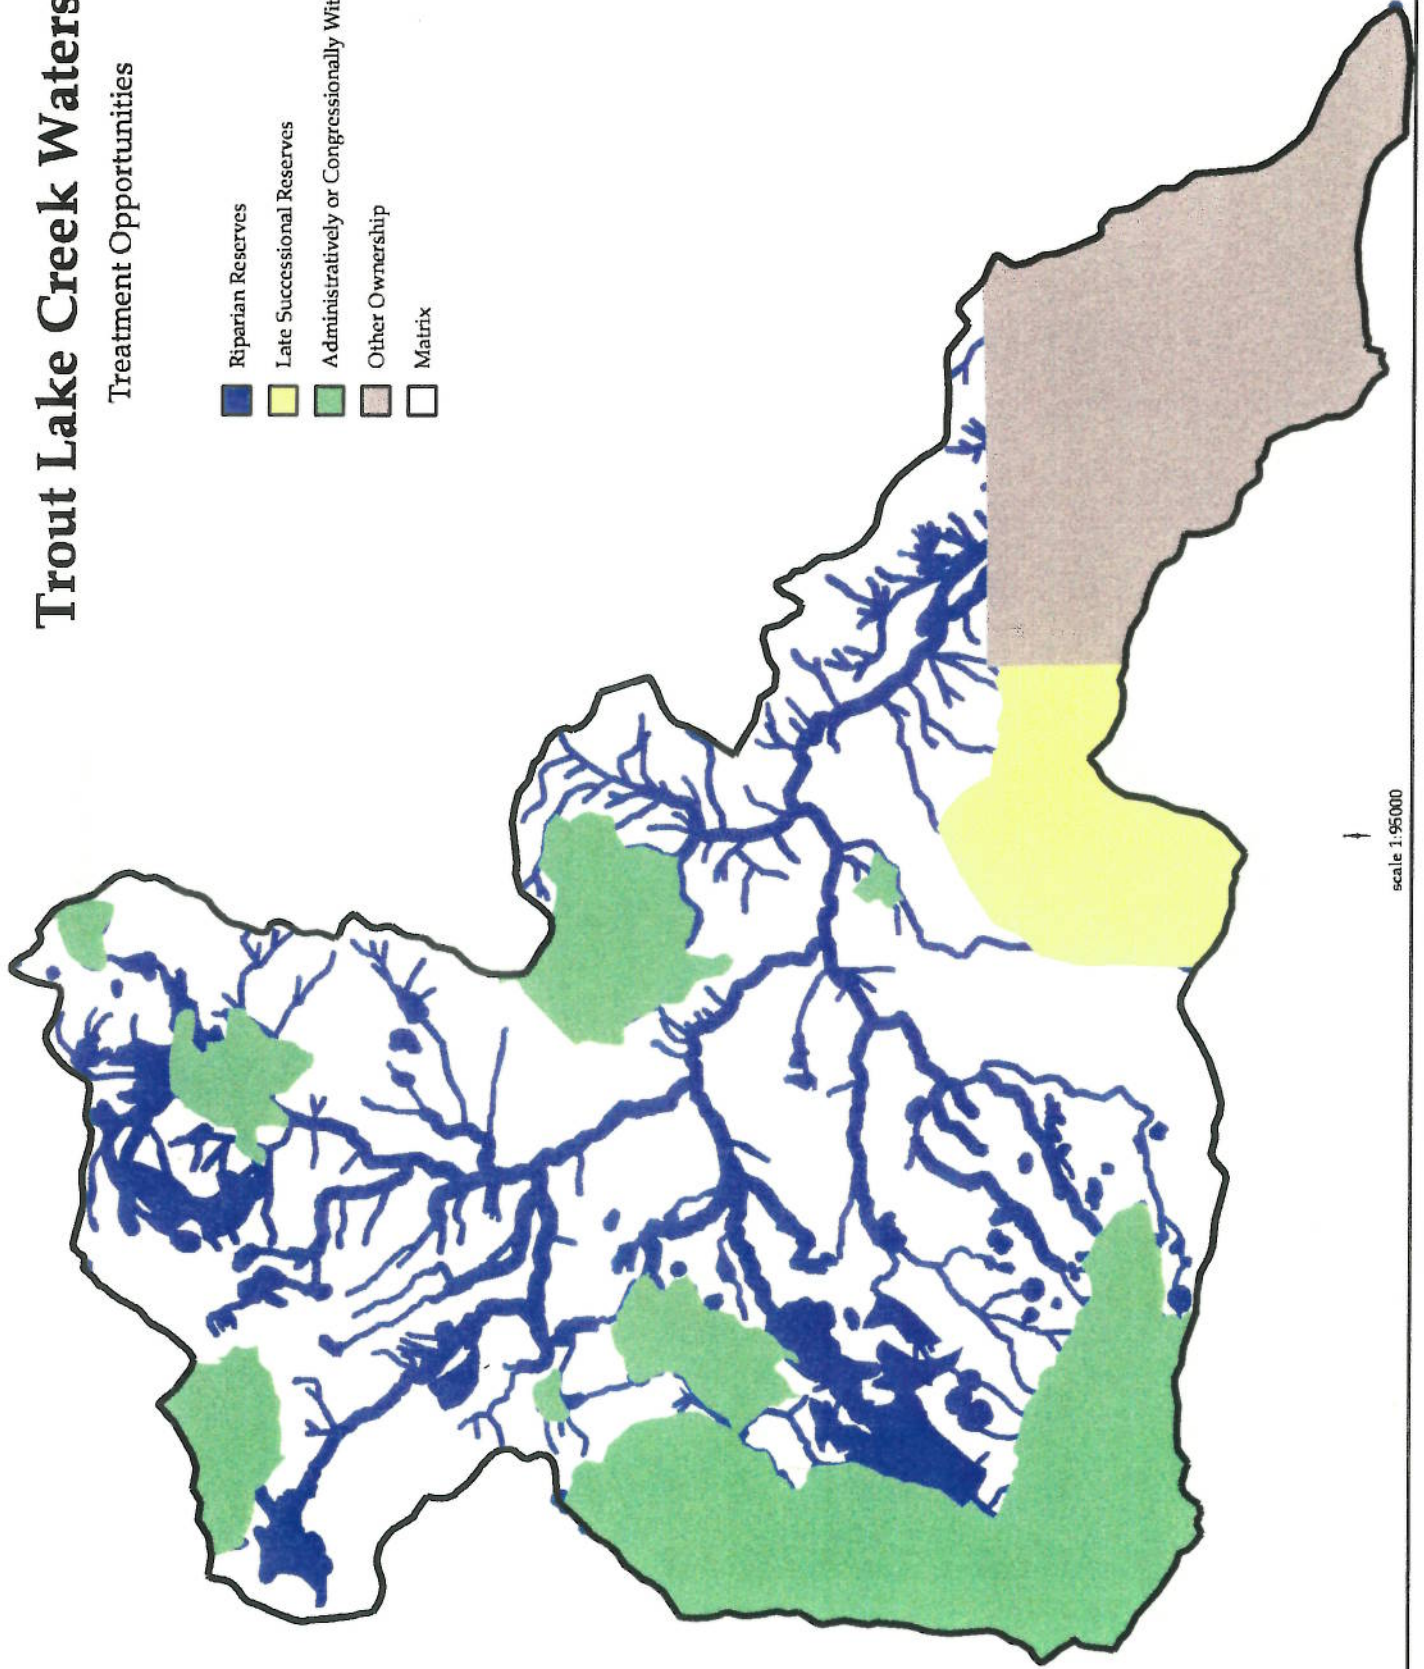 Trout Lake Creek Waters
Treatment Opportunities
Riparian Reserves
Late Successional Reserves
Administratively or Congressionally Wit
Other Ownership
Matrix
scale 1:95000